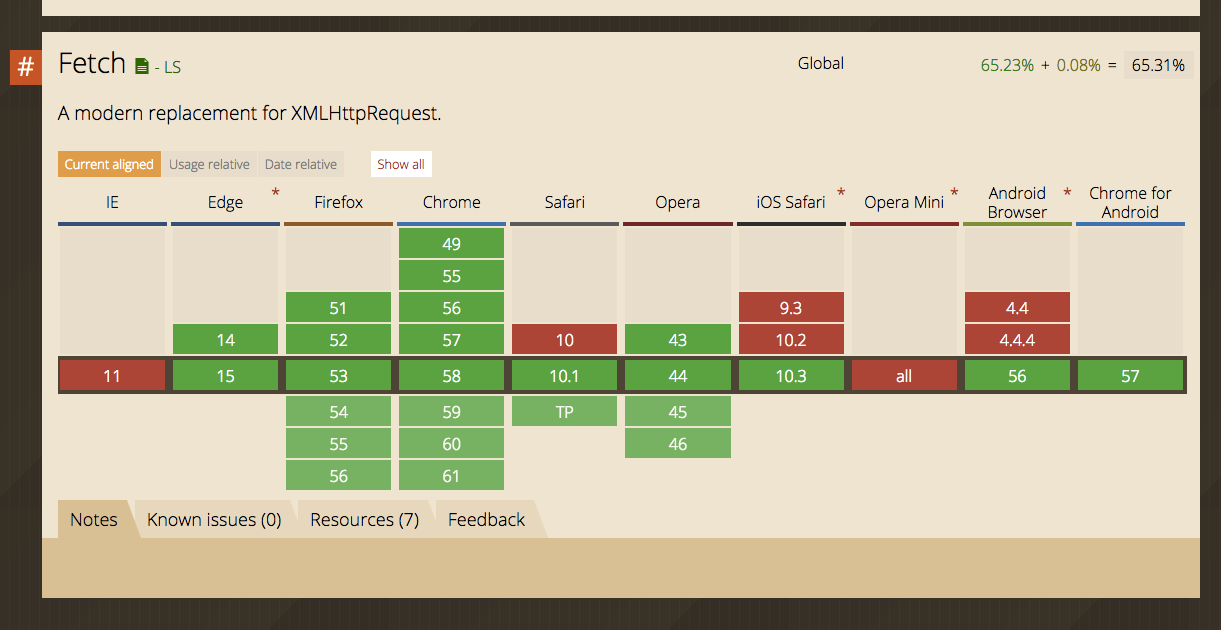 #
Fetch - LS
Global
65.23% + 0.08% = 65.31%
A modern replacement for XMLHttpRequest.
Current aligned Usage relative Date relative Show all
IE Edge * Firefox Chrome Safari Opera iOS Safari * Opera Mini * Android Browser * Chrome for Android
49
55
51 56 9.3 4.4
14 52 57 10 43 10.2 4.4.4
11 15 53 58 10.1 44 10.3 all 56 57
54 59 TP 45
55 60 46
56 61
Notes Known issues (0) Resources (7) Feedback